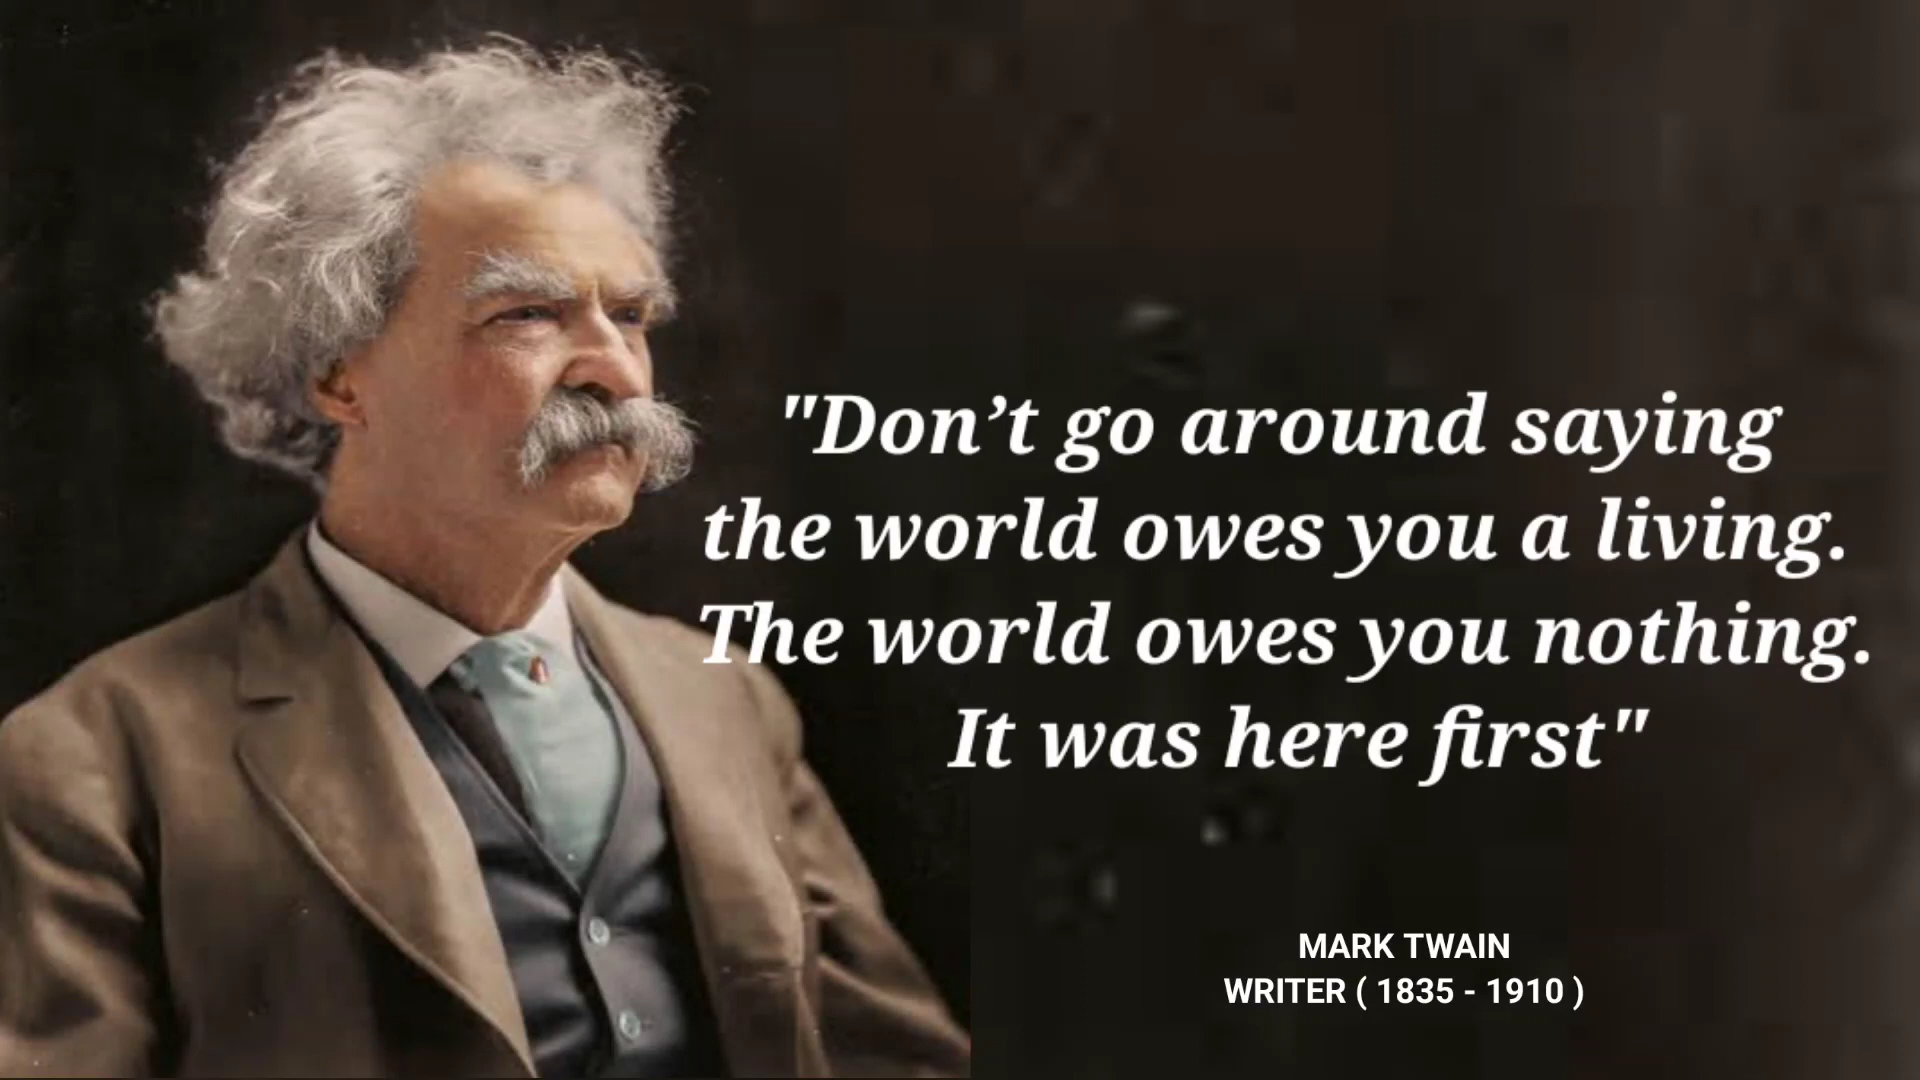 "Don’t go around saying
the world owes you a living.
The world owes you nothing.
It was here first"
MARK TWAIN
WRITER ( 1835 - 1910 )